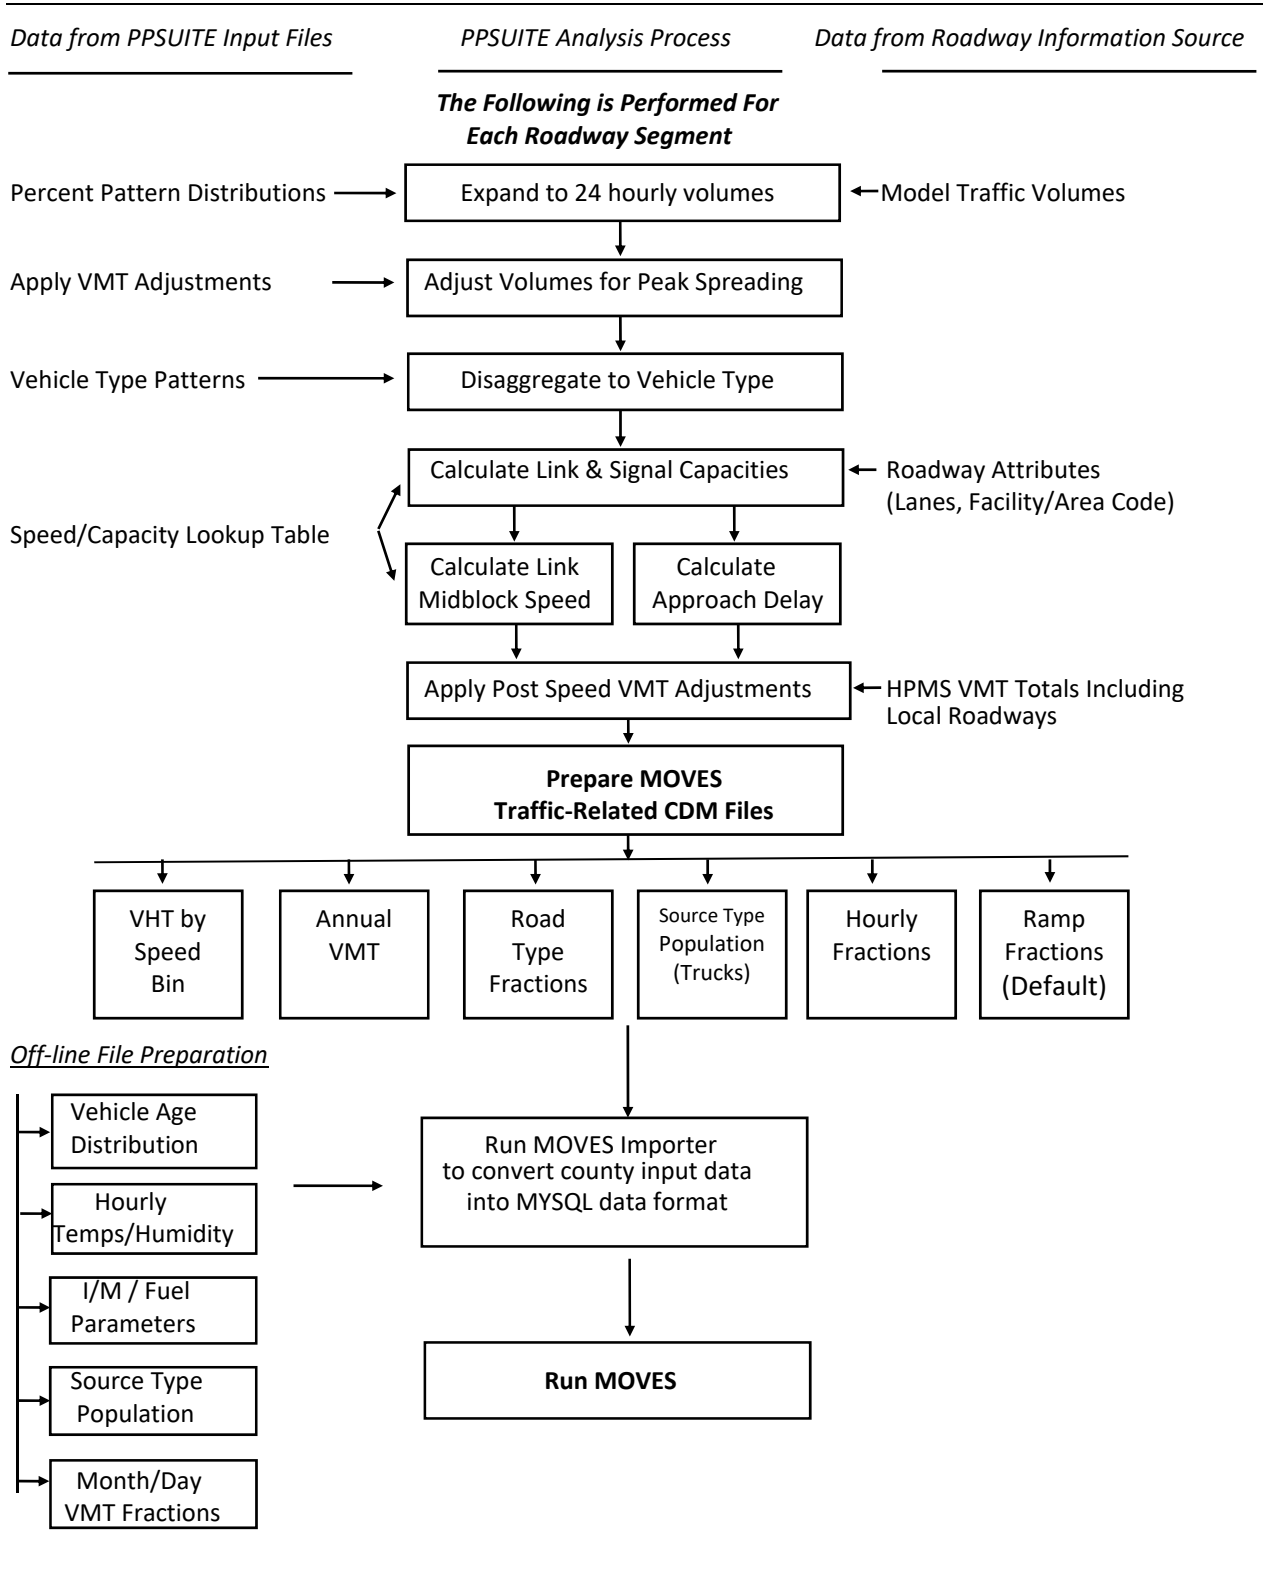 Data from PPSUITE Input Files
PPSUITE Analysis Process
Data from Roadway Information Source
The Following is Performed For
Each Roadway Segment
Percent Pattern Distributions
Expand to 24 hourly volumes
Model Traffic Volumes
Apply VMT Adjustments
Adjust Volumes for Peak Spreading
Vehicle Type Patterns
Disaggregate to Vehicle Type
Calculate Link & Signal Capacities
Roadway Attributes
(Lanes, Facility/Area Code)
Speed/Capacity Lookup Table
Calculate Link
Midblock Speed
Calculate
Approach Delay
Apply Post Speed VMT Adjustments
HPMS VMT Totals Including
Local Roadways
Prepare MOVES
Traffic-Related CDM Files
VHT by
Speed
Bin
Annual
VMT
Road
Type
Fractions
Source Type
Population
(Trucks)
Hourly
Fractions
Ramp
Fractions
(Default)
Off-line File Preparation
Vehicle Age
Distribution
Hourly
Temps/Humidity
I/M / Fuel
Parameters
Source Type
Population
Month/Day
VMT Fractions
Run MOVES Importer
to convert county input data
into MYSQL data format
Run MOVES